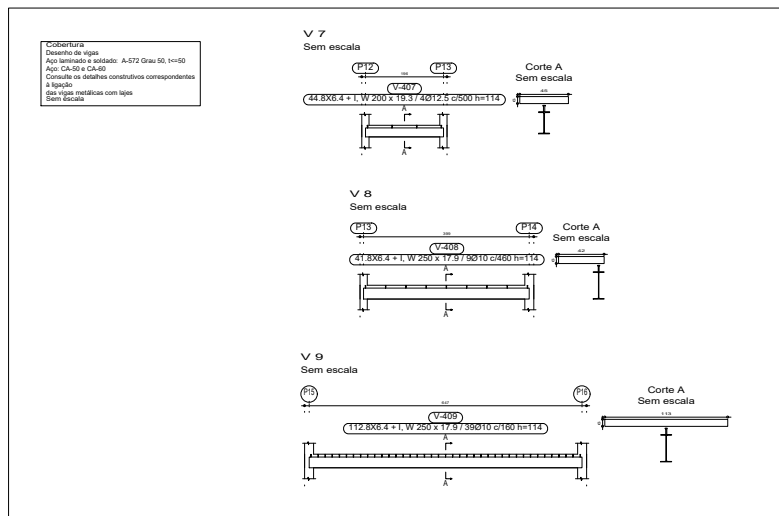 Cobertura
Desenho de vigas
Aço laminado e soldado: A-572 Grau 50, t<=50
Aço: CA-50 e CA-60
Consulte os detalhes construtivos correspondentes
à ligação
das vigas metálicas com lajes
Sem escala
V 7
Sem escala
P12 P13
V-407
44.8X6.4 + I, W 200 x 19.3 / 4Ø12.5 c/500 h=114
A
A
Corte A
Sem escala
45
V 8
Sem escala
P13 P14
V-408
41.8X6.4 + I, W 250 x 17.9 / 9Ø10 c/460 h=114
A
A
Corte A
Sem escala
42
V 9
Sem escala
P15 P16
V-409
112.8X6.4 + I, W 250 x 17.9 / 39Ø10 c/160 h=114
A
A
Corte A
Sem escala
113